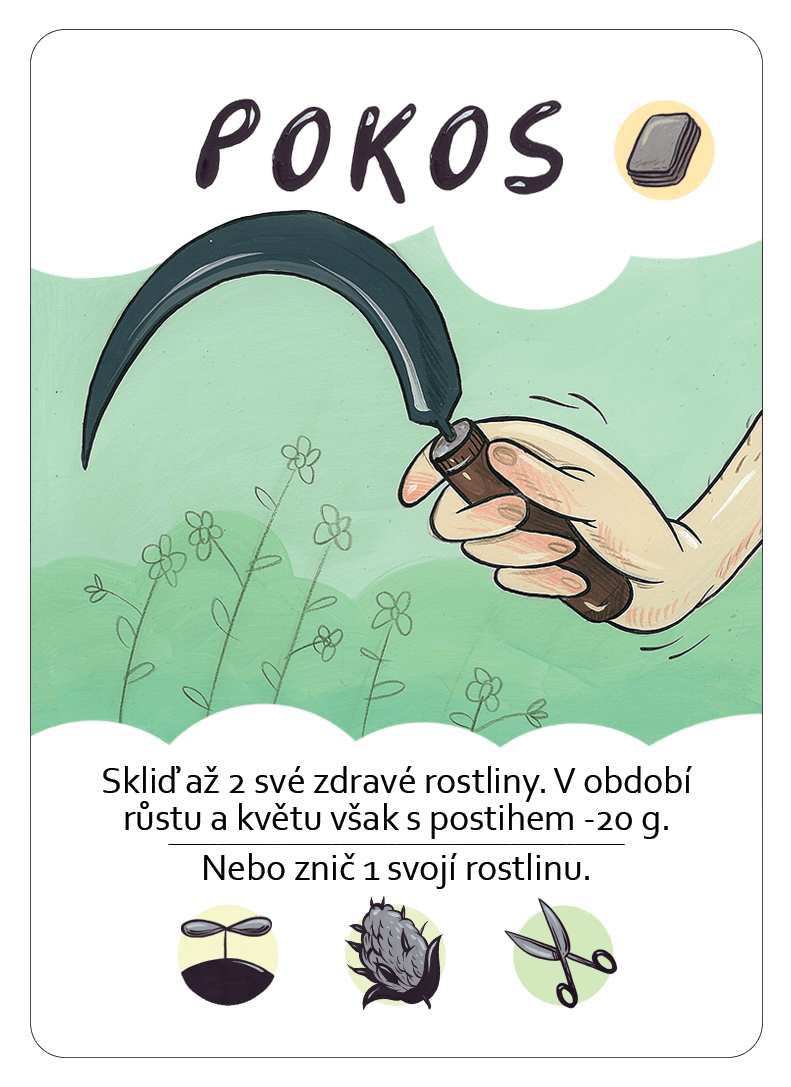 POKOS
Skliď až 2 své zdravé rostliny. V období
růstu a květu však s postihem -20 g.
Nebo znič 1 svojí rostlinu.